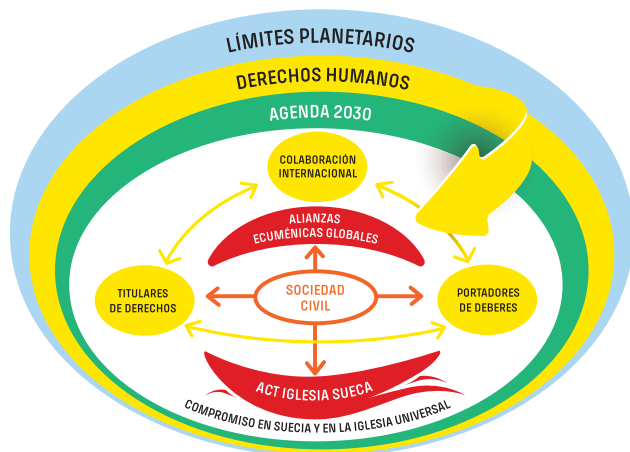 LÍMITES PLANETARIOS
DERECHOS HUMANOS
AGENDA 2030
COLABORACIÓN
INTERNACIONAL
ALIANZAS
ECUMÉNICAS GLOBALES
TITULARES
DE DERECHOS
SOCIEDAD
CIVIL
PORTADORES
DE DEBERES
ACT IGLESIA SUECA
COMPROMISO EN SUECIA Y EN LA IGLESIA UNIVERSAL